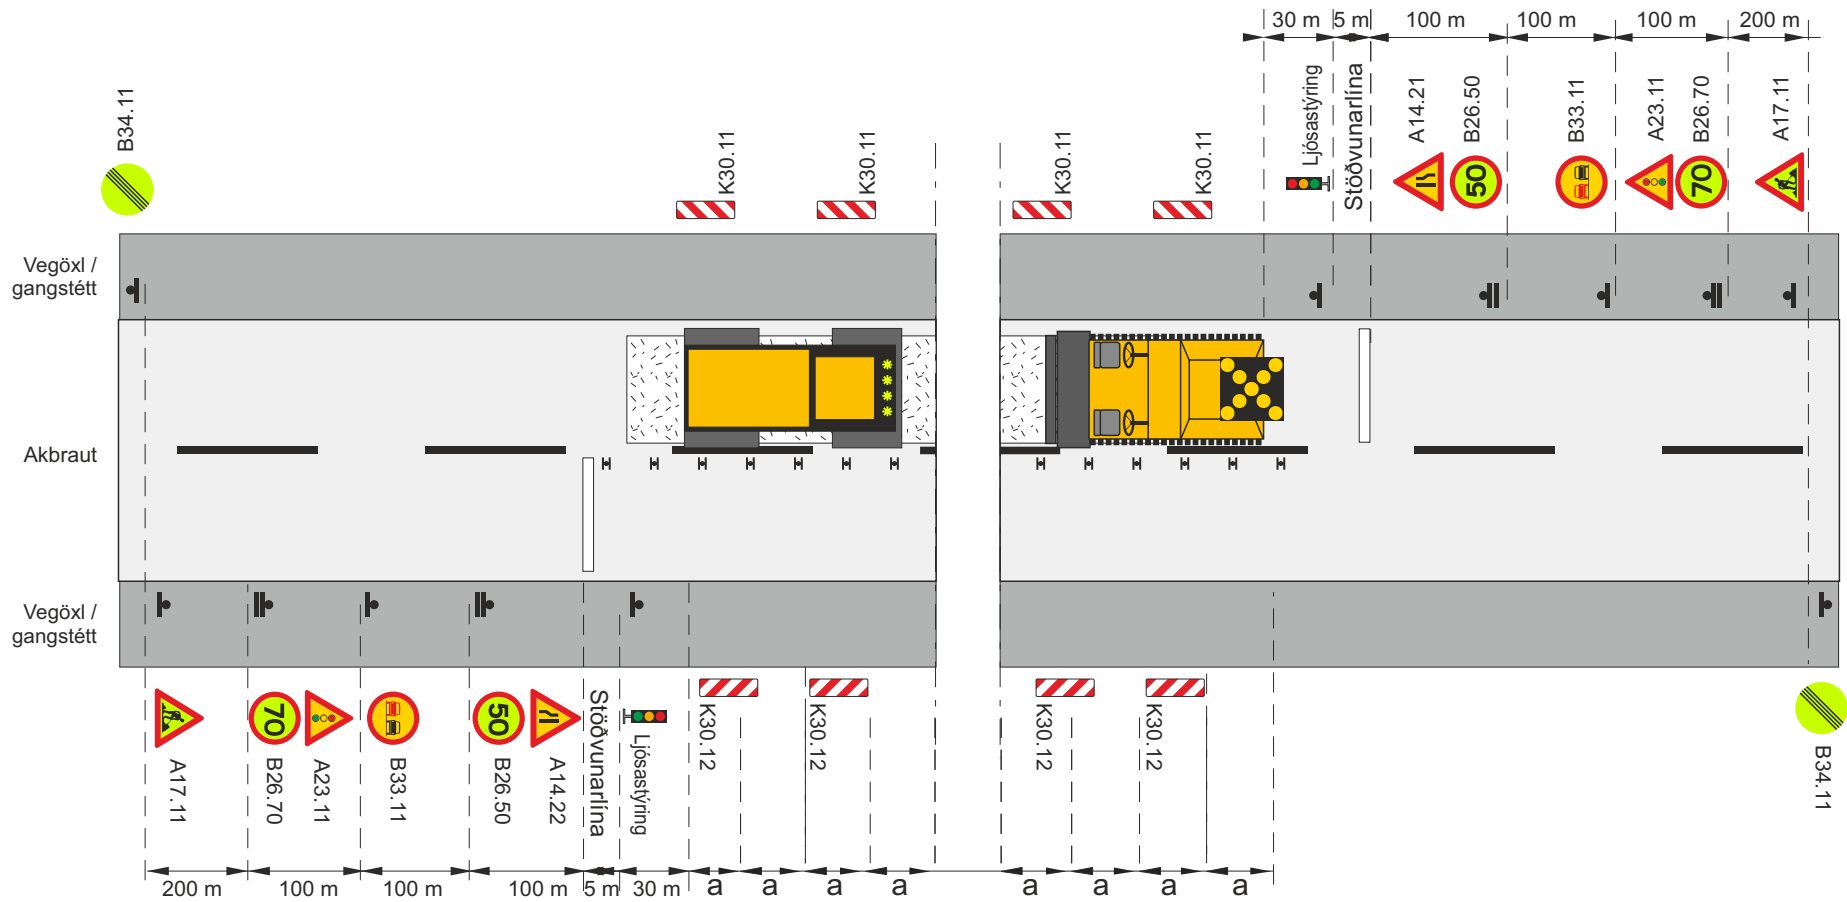 30 m
5 m
100 m
100 m
100 m
200 m
B34.11
K30.11
K30.11
K30.11
K30.11
Ljósastýring
Stöðvunarlína
A14.21
B26.50
B33.11
A23.11
B26.70
A17.11
50
70
Vegöxl /
gangstétt
Akbraut
Vegöxl /
gangstétt
70
50
A17.11
B26.70
A23.11
B33.11
B26.50
A14.22
Stöðvunarlína
Ljósastýring
K30.12
K30.12
K30.12
K30.12
B34.11
200 m
100 m
100 m
100 m
5 m
30 m
a
a
a
a
a
a
a
a